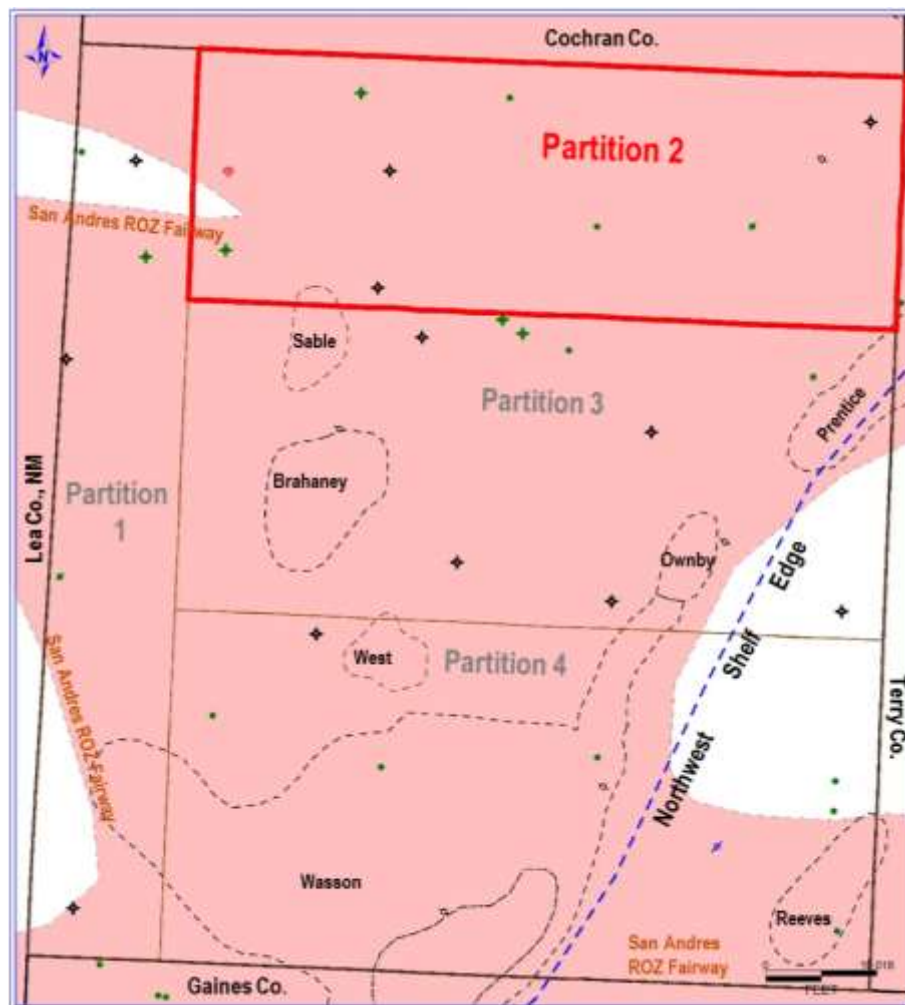 N
Cochran Co.
Partition 2
San Andres ROZ Fairway
Sable
Partition 3
Prentice
Brahaney
Partition
1
Lea Co., NM
Ownby
Edge
Shelf
Northwest
West
Partition 4
San Andres ROZ Fairway
Terry Co.
Wasson
Reeves
San Andres
ROZ Fairway
0
FEET
Gaines Co.